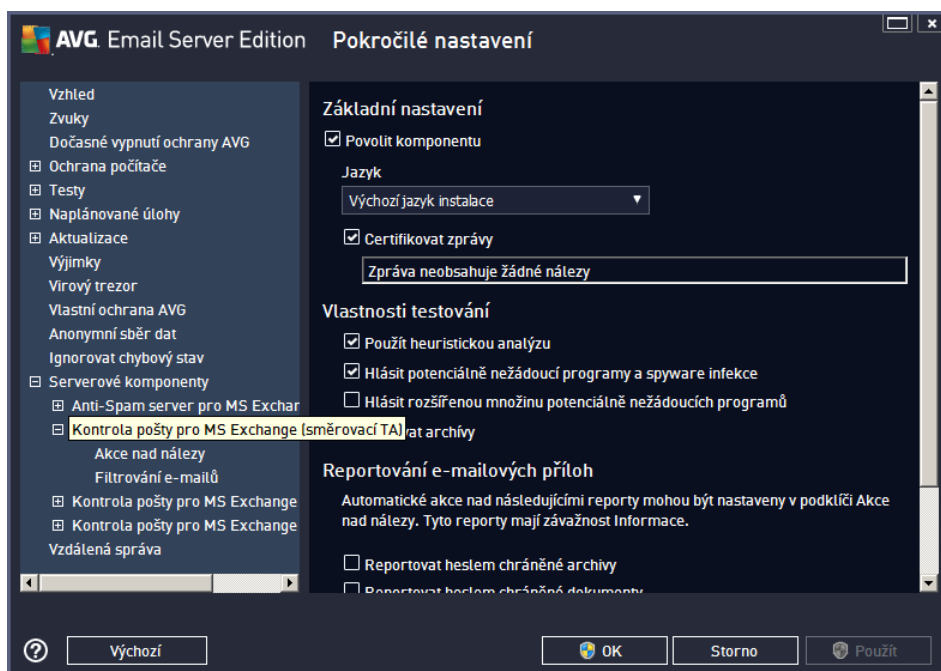 AVG. Email Server Edition Pokročilé nastavení
Vzhled
Zvuky
Dočasné vypnutí ochrany AVG
Ochrana počítače
Testy
Naplánované úlohy
Aktualizace
Výjimky
Virový trezor
Vlastní ochrana AVG
Anonymní sběr dat
Ignorovat chybový stav
Serverové komponenty
Anti-Spam server pro MS Exchar
Kontrola pošty pro MS Exchange (směrovací TA)
Akce nad nálezy
Filtrování e-mailů
Kontrola pošty pro MS Exchange
Kontrola pošty pro MS Exchange
Vzdálená správa
Základní nastavení
Povolit komponentu
Jazyk
Výchozí jazyk instalace
Certifikovat zprávy
Zpráva neobsahuje žádné nálezy
Vlastnosti testování
Použít heuristickou analýzu
Hlásit potenciálně nežádoucí programy a spyware infekce
Hlásit rozšířenou množinu potenciálně nežádoucích programů
vat archívy
Reportování e-mailových příloh
Automatické akce nad následujícími reporty mohou být nastaveny v podklíči Akce
nad nálezy. Tyto reporty mají závažnost Informace.
Reportovat heslem chráněné archivy
Reportovat heslem chráněné dokumenty
Výchozí
OK
Storno
Použít